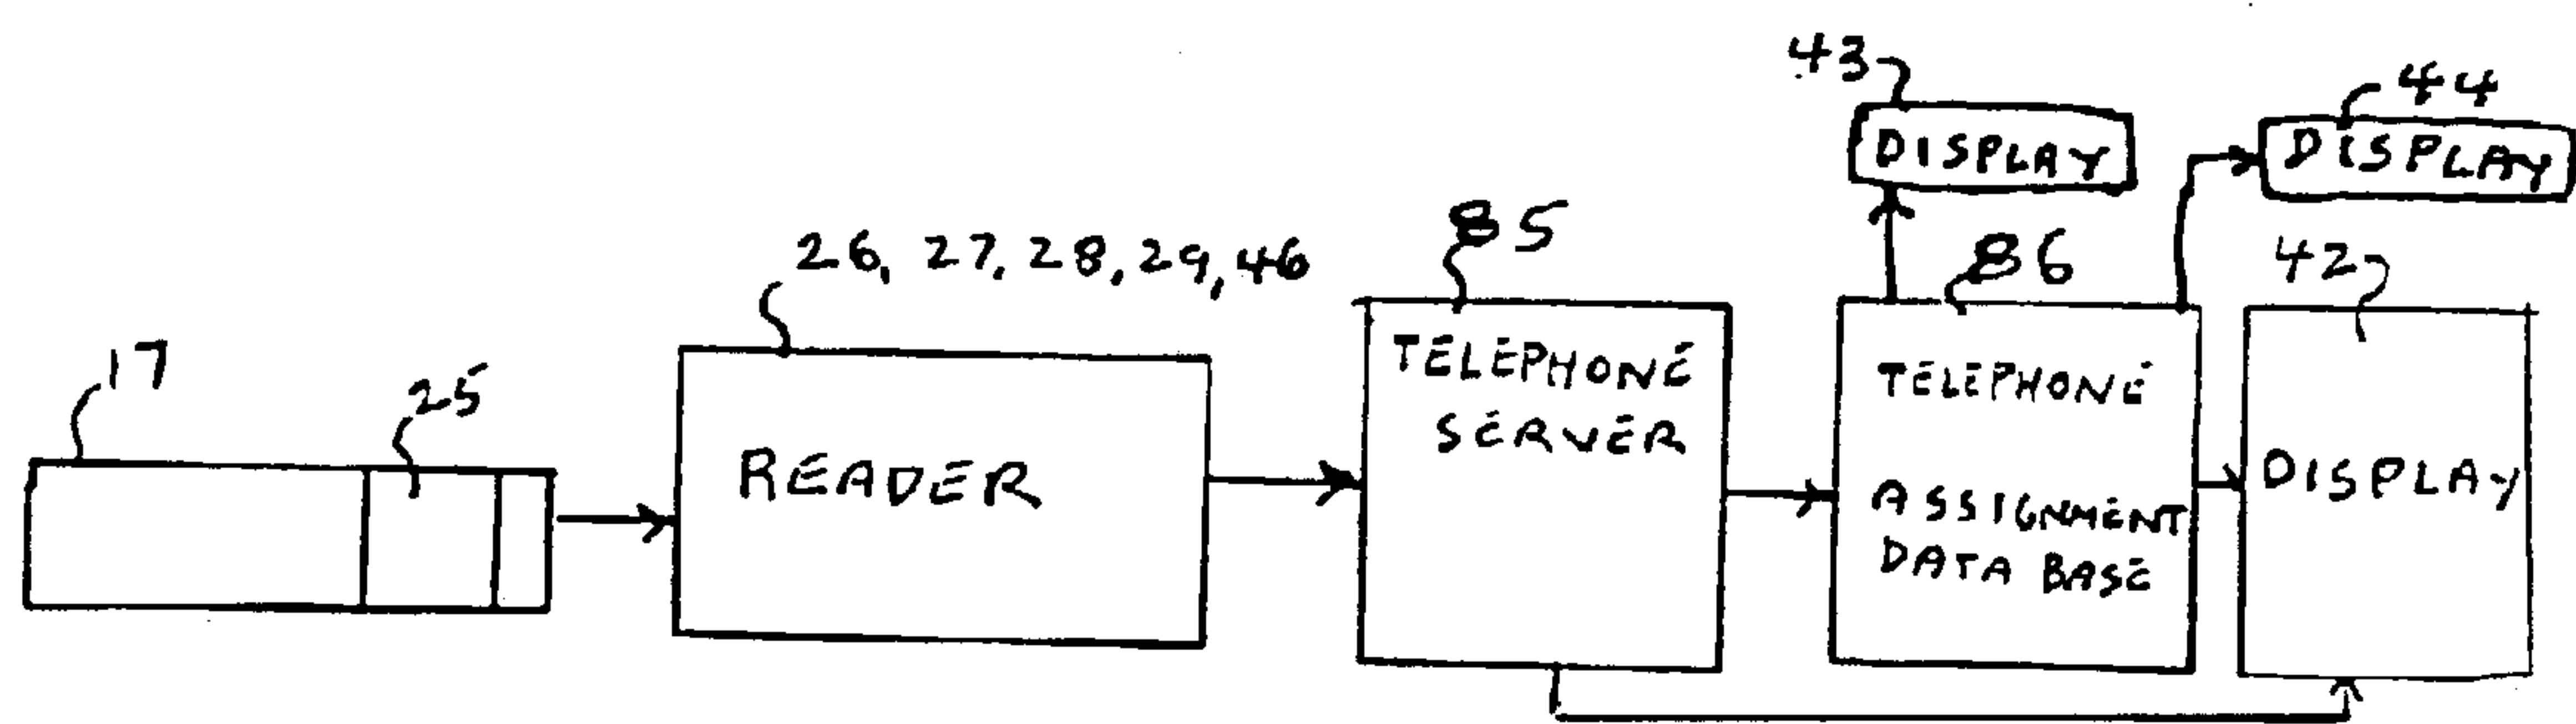 43
44
DISPLAY
DISPLAY
26, 27, 28, 29, 46
85
86
42
17
25
READER
TELEPHONE
SERVER
TELEPHONE
ASSIGNMENT
DATA BASE
DISPLAY